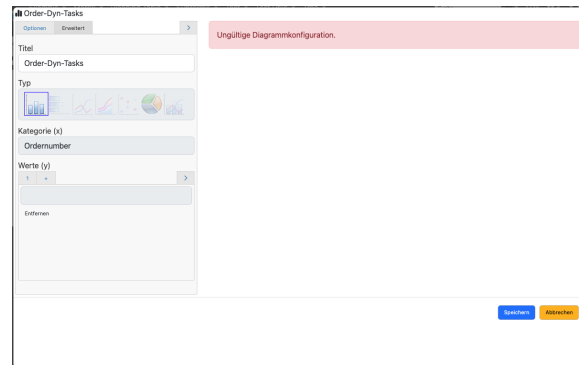 Order-Dyn-Tasks
Optionen Erweitert >
Ungültige Diagrammkonfiguration.
Titel
Order-Dyn-Tasks
Typ
Kategorie (x)
Ordernumber
Werte (y)
1 + >
Entfernen
Speichern Abbrechen